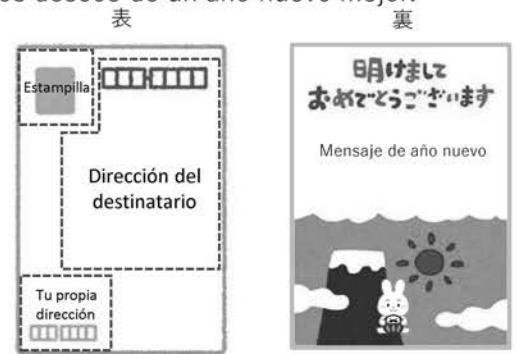 os deseos de un año nuevo mejor.
表
Estampilla
Dirección del
destinatario
Tu propia
dirección
裏
明けまして
おめでとうございます
Mensaje de año nuevo